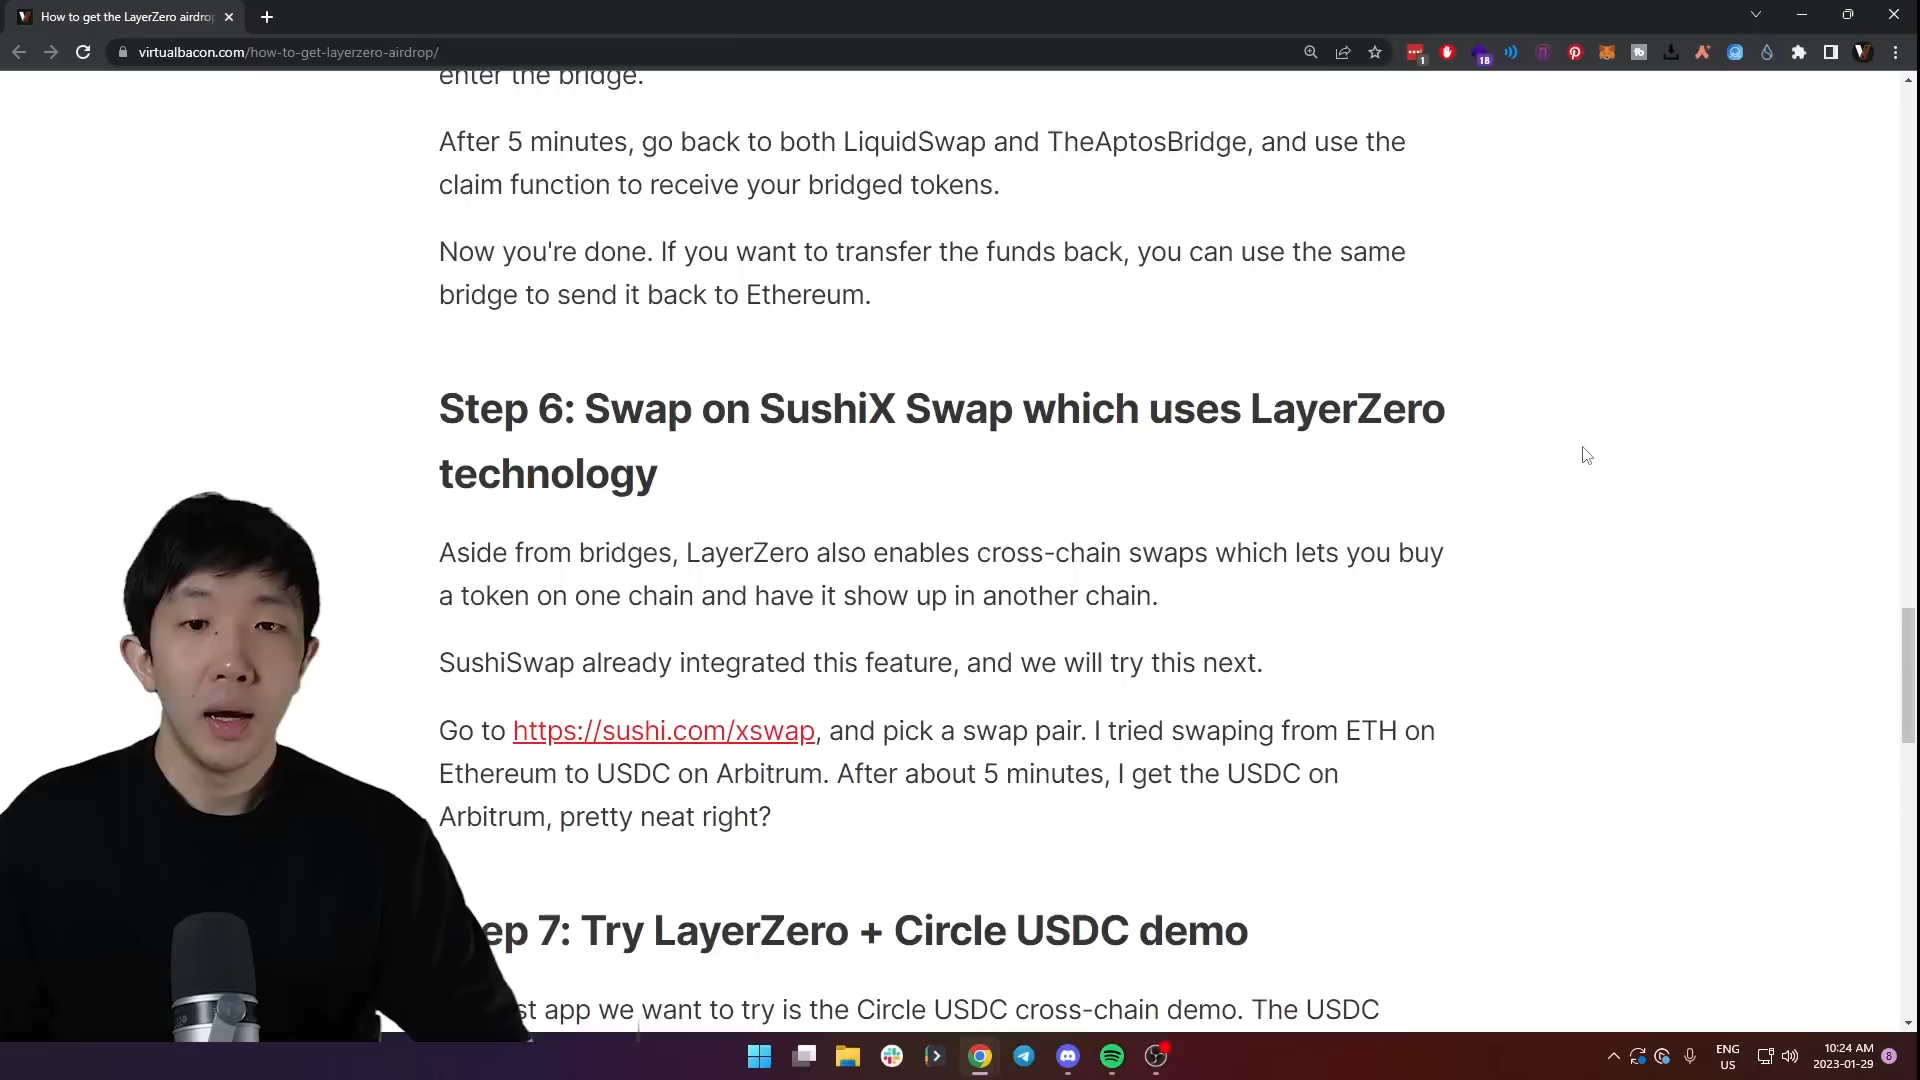 How to get the LayerZero airdrop
virtualbacon.com/how-to-get-layerzero-airdrop/
1
18
enter the bridge.
After 5 minutes, go back to both LiquidSwap and TheAptosBridge, and use the
claim function to receive your bridged tokens.
Now you're done. If you want to transfer the funds back, you can use the same
bridge to send it back to Ethereum.
Step 6: Swap on SushiX Swap which uses LayerZero
technology
Aside from bridges, LayerZero also enables cross-chain swaps which lets you buy
a token on one chain and have it show up in another chain.
SushiSwap already integrated this feature, and we will try this next.
Go to https://sushi.com/xswap, and pick a swap pair. I tried swaping from ETH on
Ethereum to USDC on Arbitrum. After about 5 minutes, I get the USDC on
Arbitrum, pretty neat right?
ep 7: Try LayerZero + Circle USDC demo
st app we want to try is the Circle USDC cross-chain demo. The USDC
ENG
US
10:24 AM
2023-01-29
8